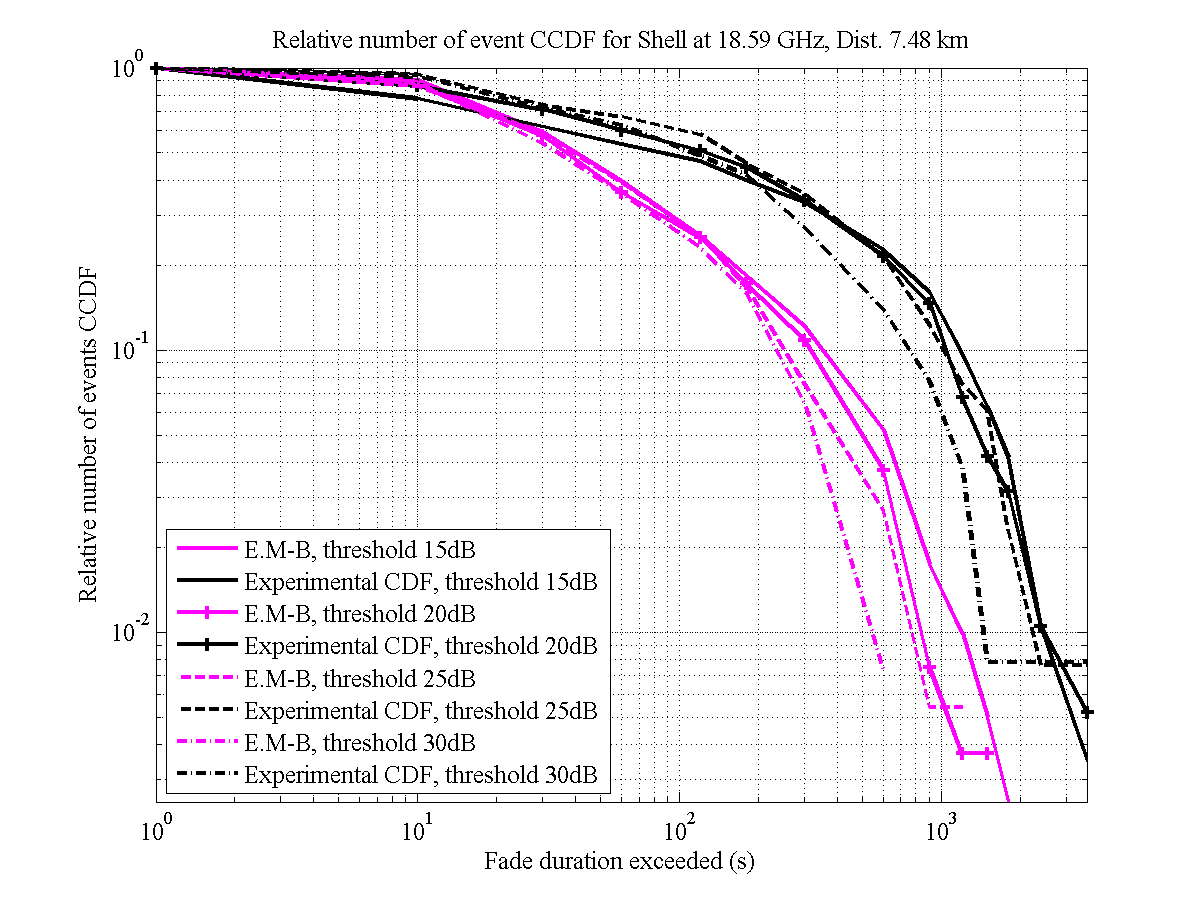 Relative number of event CCDF for Shell at 18.59 GHz, Dist. 7.48 km
Relative number of events CCDF
10^0
10^-1
10^-2
E.M-B, threshold 15dB
Experimental CDF, threshold 15dB
E.M-B, threshold 20dB
Experimental CDF, threshold 20dB
E.M-B, threshold 25dB
Experimental CDF, threshold 25dB
E.M-B, threshold 30dB
Experimental CDF, threshold 30dB
10^0 10^1 10^2 10^3
Fade duration exceeded (s)